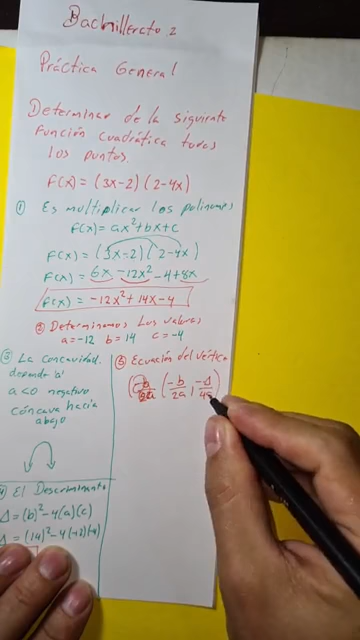 Bachillerato 2
Práctica General
Determinar de la siguiente
función cuadrática todos
los puntos.
F(x) = (3x-2)(2-4x)
① Es multiplicar los polinomios
F(x) = ax²+bx+c
F(x) = (3x-2)(2-4x)
F(x) = 6x -12x² -4+8x
F(x) = -12x² + 14x - 4
② Determinamos los valores
a = -12 b = 14 c = -4
③ La concavidad
depende "a"
a<0 negativo
cóncava hacia
abajo
④ El Descriminante
Δ = (b)² - 4(a)(c)
Δ = (14)² - 4(-12)(-4)
⑤ Ecuación del vértice
(-b/2a, -Δ/4a)